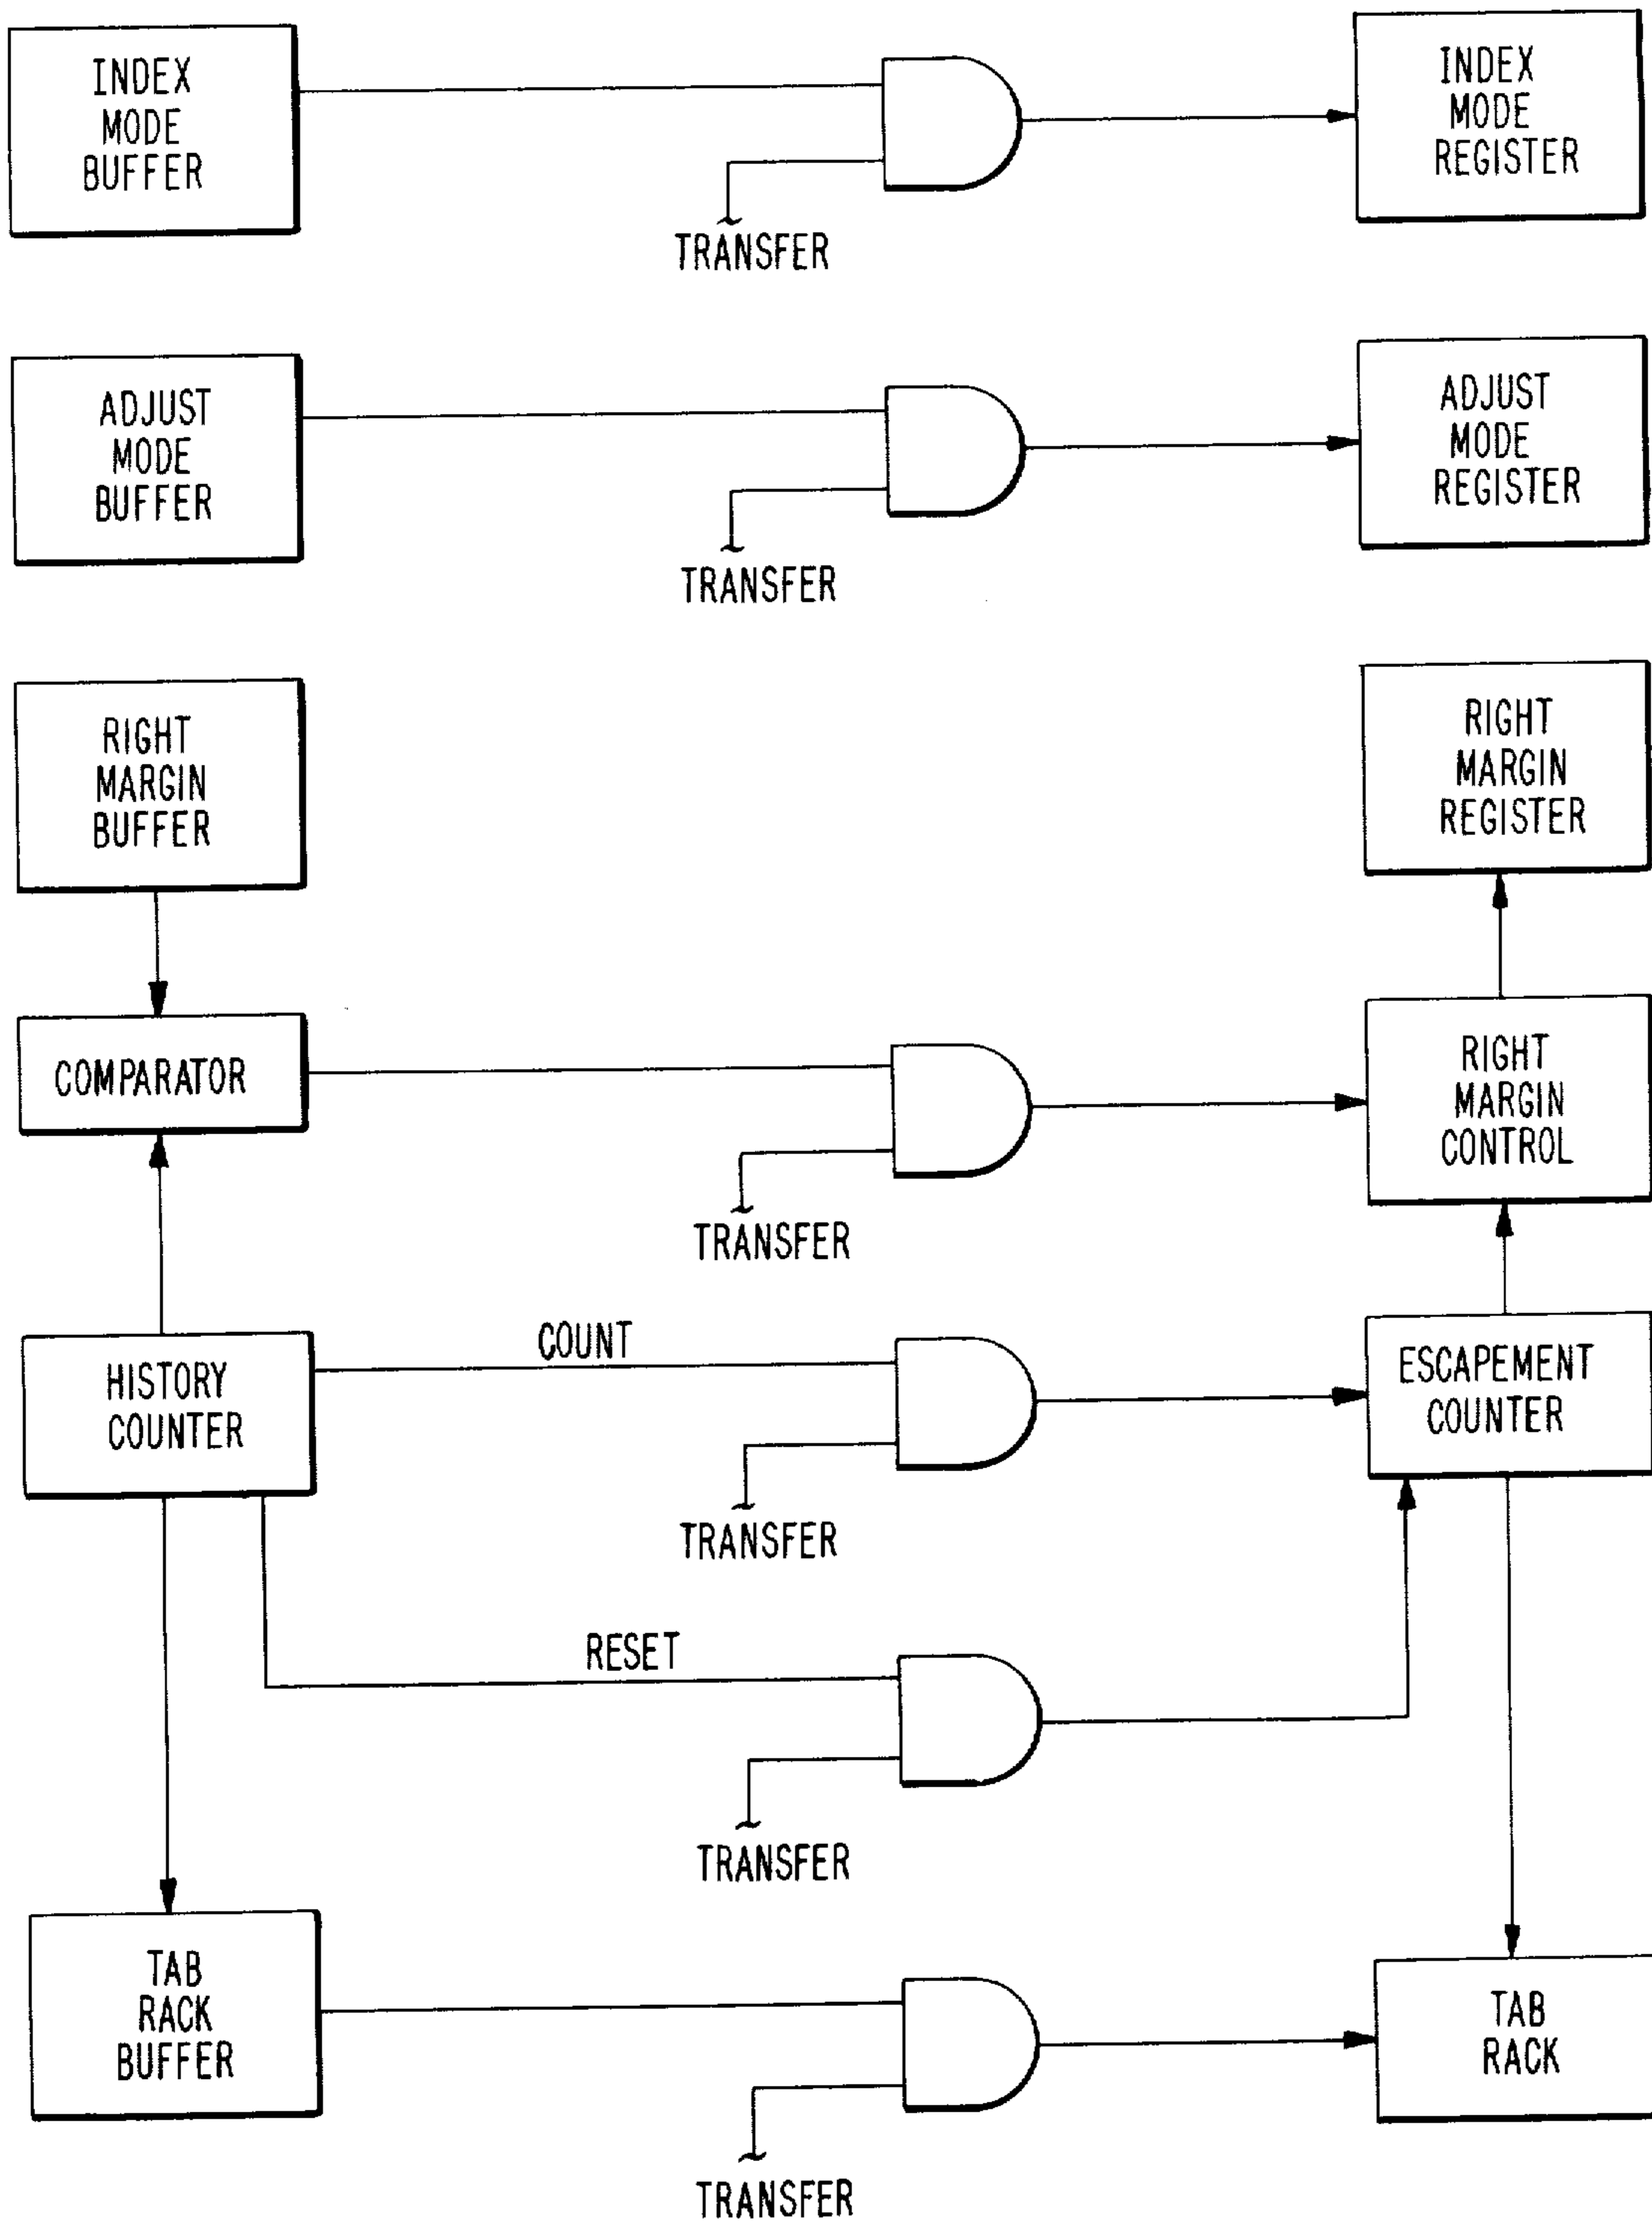 INDEX
MODE
BUFFER
TRANSFER
INDEX
MODE
REGISTER
ADJUST
MODE
BUFFER
TRANSFER
ADJUST
MODE
REGISTER
RIGHT
MARGIN
BUFFER
RIGHT
MARGIN
REGISTER
COMPARATOR
TRANSFER
RIGHT
MARGIN
CONTROL
HISTORY
COUNTER
COUNT
TRANSFER
ESCAPEMENT
COUNTER
RESET
TRANSFER
TAB
RACK
BUFFER
TRANSFER
TAB
RACK